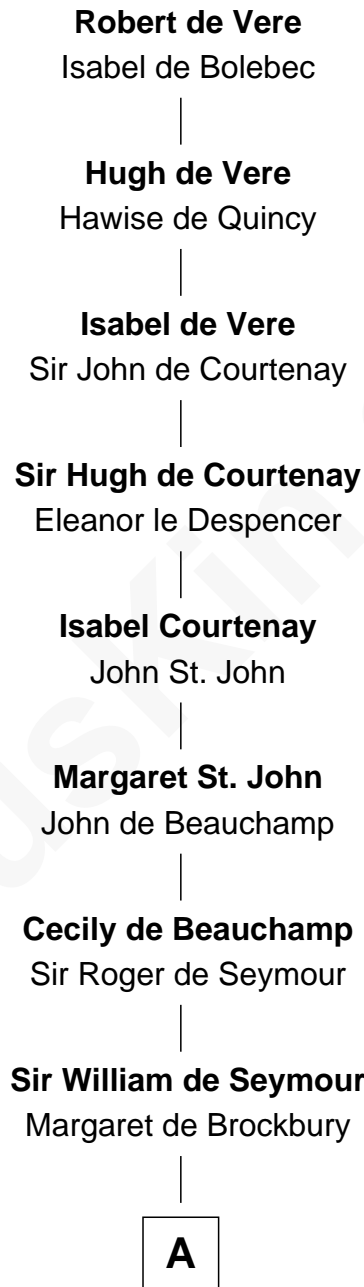 Robert de Vere
Isabel de Bolebec
Hugh de Vere
Hawise de Quincy
Isabel de Vere
Sir John de Courtenay
Sir Hugh de Courtenay
Eleanor le Despencer
Isabel Courtenay
John St. John
Margaret St. John
John de Beauchamp
Cecily de Beauchamp
Sir Roger de Seymour
Sir William de Seymour
Margaret de Brockbury
A